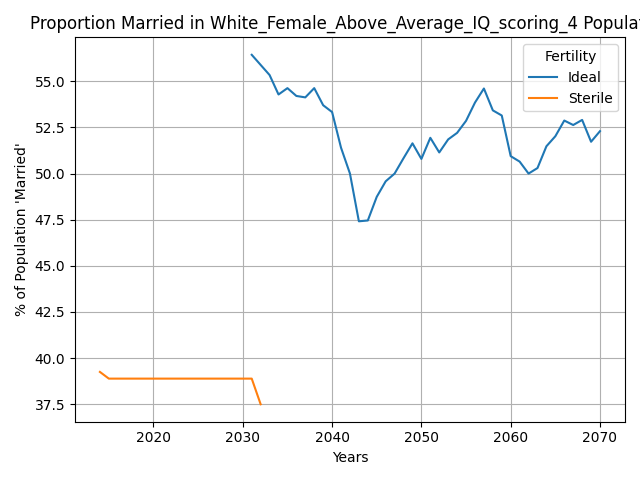 Proportion Married in White_Female_Above_Average_IQ_scoring_4 Populat
Fertility
Ideal
Sterile
% of Population 'Married'
55.0
52.5
50.0
47.5
45.0
42.5
40.0
37.5
2020 2030 2040 2050 2060 2070
Years